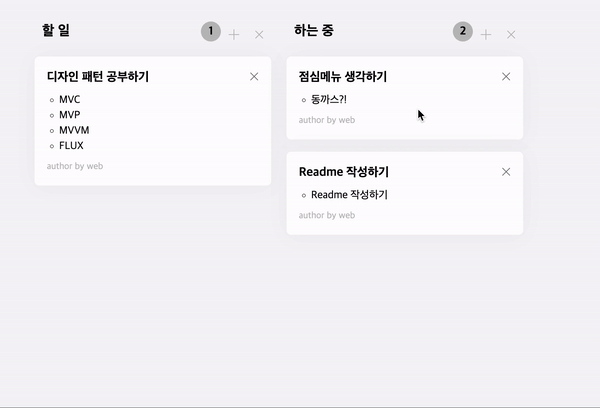 할 일 1
디자인 패턴 공부하기
MVC
MVP
MVVM
FLUX
author by web
하는 중 2
점심메뉴 생각하기
동까스?!
author by web
Readme 작성하기
Readme 작성하기
author by web